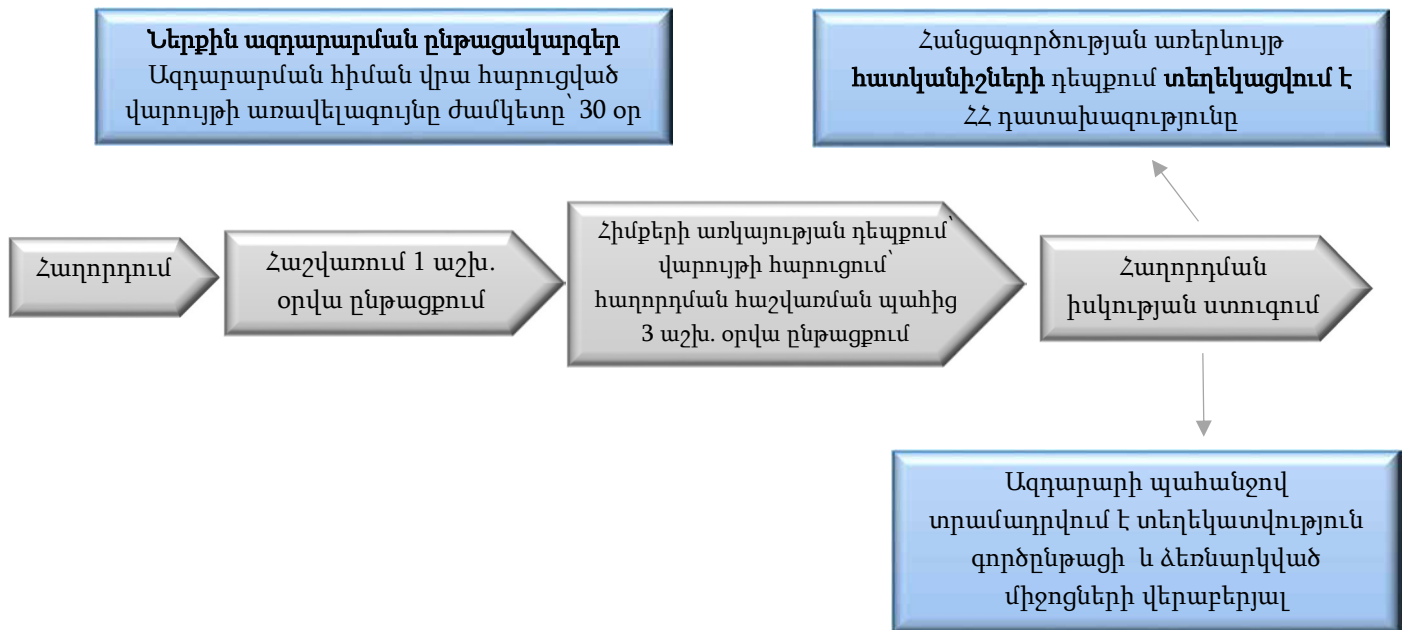 Ներքին ազդարարման ընթացակարգեր
Ազդարարման հիման վրա հարուցված
վարույթի առավելագույնը ժամկետը՝ 30 օր
Հանցագործության առերևույթ
հատկանիշների դեպքում տեղեկացվում է
ՀՀ դատախազությունը
Հաղորդում
Հաշվառում 1 աշխ.
օրվա ընթացքում
Հիմքերի առկայության դեպքում՝
վարույթի հարուցում՝
հաղորդման հաշվառման պահից
3 աշխ. օրվա ընթացքում
Հաղորդման
իսկության ստուգում
Ազդարարի պահանջով
տրամադրվում է տեղեկատվություն
գործընթացի և ձեռնարկված
միջոցների վերաբերյալ